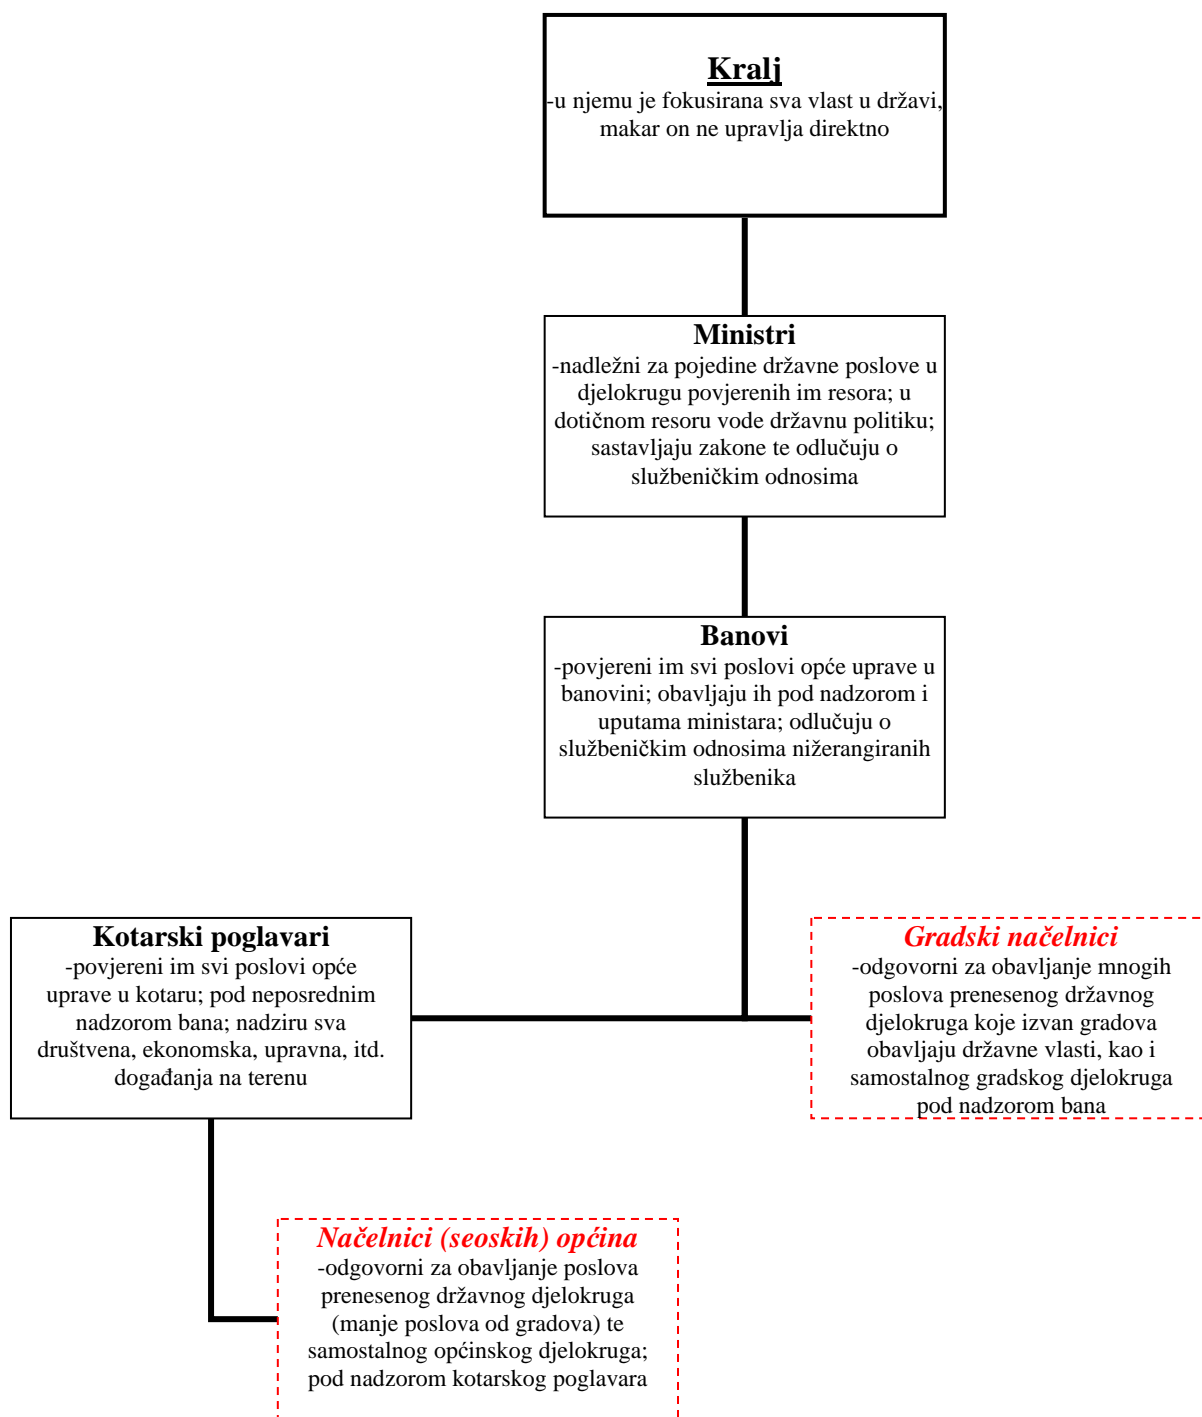 Kralj
-u njemu je fokusirana sva vlast u državi,
makar on ne upravlja direktno
Ministri
-nadležni za pojedine državne poslove u
djelokrugu povjerenih im resora; u
dotičnom resoru vode državnu politiku;
sastavljaju zakone te odlučuju o
službeničkim odnosima
Banovi
-povjereni im svi poslovi opće uprave u
banovini; obavljaju ih pod nadzorom i
uputama ministara; odlučuju o
službeničkim odnosima nižerangiranih
službenika
Kotarski poglavari
-povjereni im svi poslovi opće
uprave u kotaru; pod neposrednim
nadzorom bana; nadziru sva
društvena, ekonomska, upravna, itd.
događanja na terenu
Gradski načelnici
-odgovorni za obavljanje mnogih
poslova prenesenog državnog
djelokruga koje izvan gradova
obavljaju državne vlasti, kao i
samostalnog gradskog djelokruga
pod nadzorom bana
Načelnici (seoskih) općina
-odgovorni za obavljanje poslova
prenesenog državnog djelokruga
(manje poslova od gradova) te
samostalnog općinskog djelokruga;
pod nadzorom kotarskog poglavara